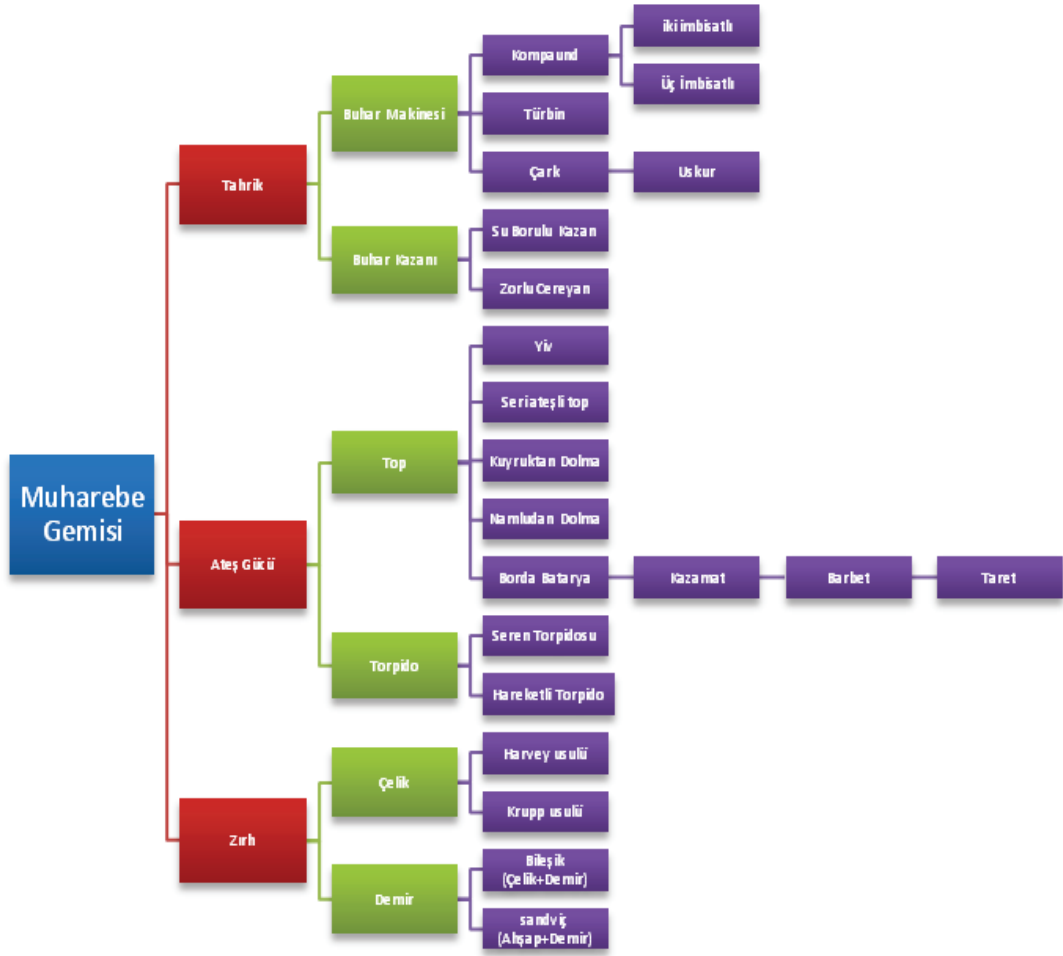 Muharebe
Gemisi
Tahrik
Buhar Makinesi
Kompaund
iki imbisatlı
Üç İmbisatlı
Türbin
Çark
Uskur
Buhar Kazanı
Su Borulu Kazan
Zorlu Cereyan
Ateş Gücü
Top
Yiv
Seri ateşli top
Kuyruktan Dolma
Namludan Dolma
Borda Batarya
Kazamat
Barbet
Taret
Torpido
Seren Torpidosu
Hareketli Torpido
Zırh
Çelik
Harvey usulü
Krupp usulü
Demir
Bileşik
(Çelik+Demir)
sandviç
(Ahşap+Demir)